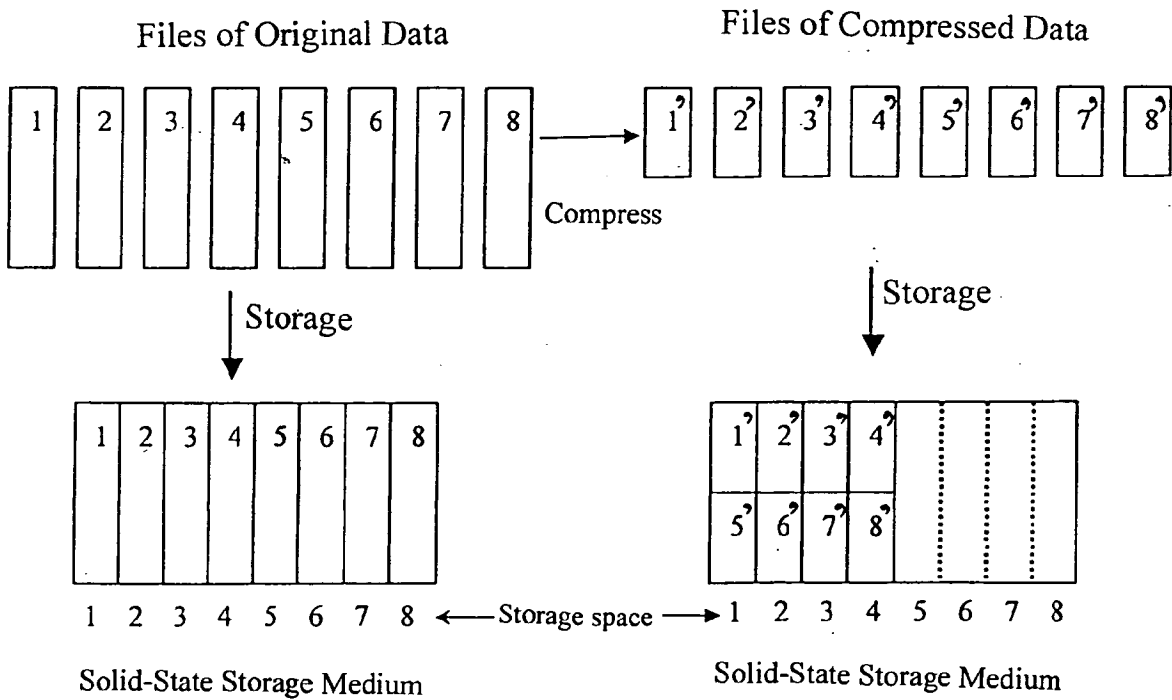 Files of Original Data
Files of Compressed Data
1 2 3 4 5 6 7 8
1’ 2’ 3’ 4’ 5’ 6’ 7’ 8’
Compress
Storage
Storage
1 2 3 4 5 6 7 8
1’ 2’ 3’ 4’
5’ 6’ 7’ 8’
1 2 3 4 5 6 7 8
Storage space
1 2 3 4 5 6 7 8
Solid-State Storage Medium
Solid-State Storage Medium